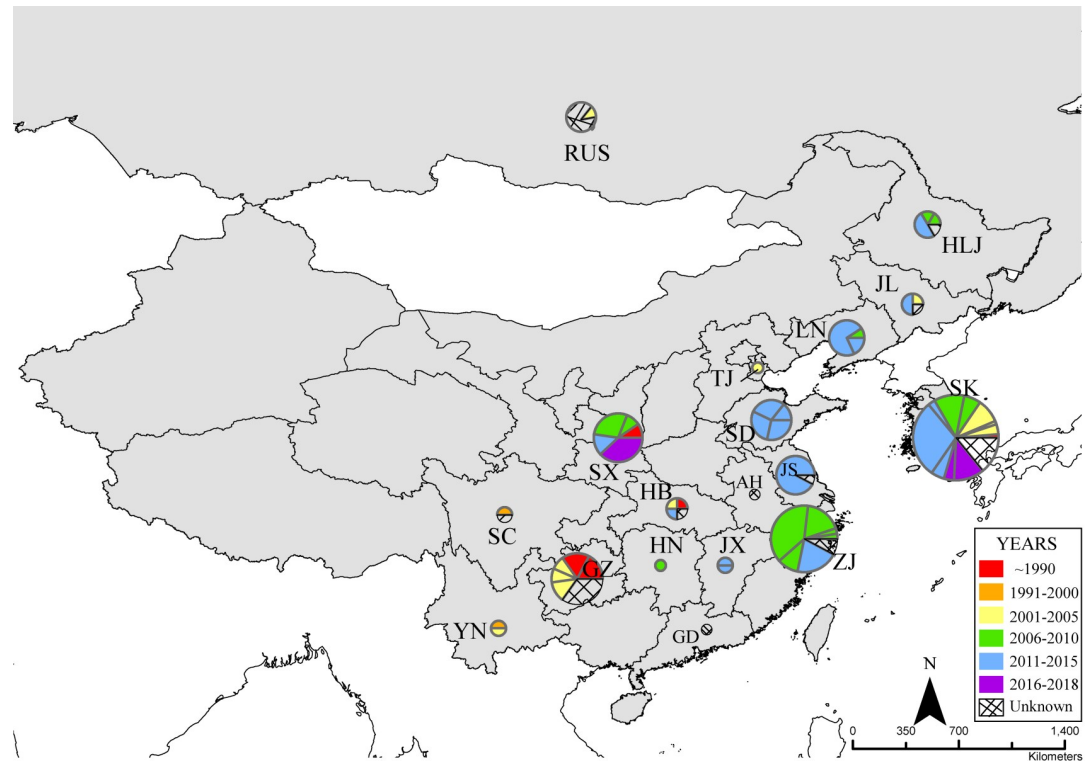 RUS
HLJ
JL
LN
TJ
SK
SD
SX
JS
AH
HB
SC
HN
JX
ZJ
GZ
YN
GD
YEARS
~1990
1991-2000
2001-2005
2006-2010
2011-2015
2016-2018
Unknown
N
0 350 700 1,400
Kilometers